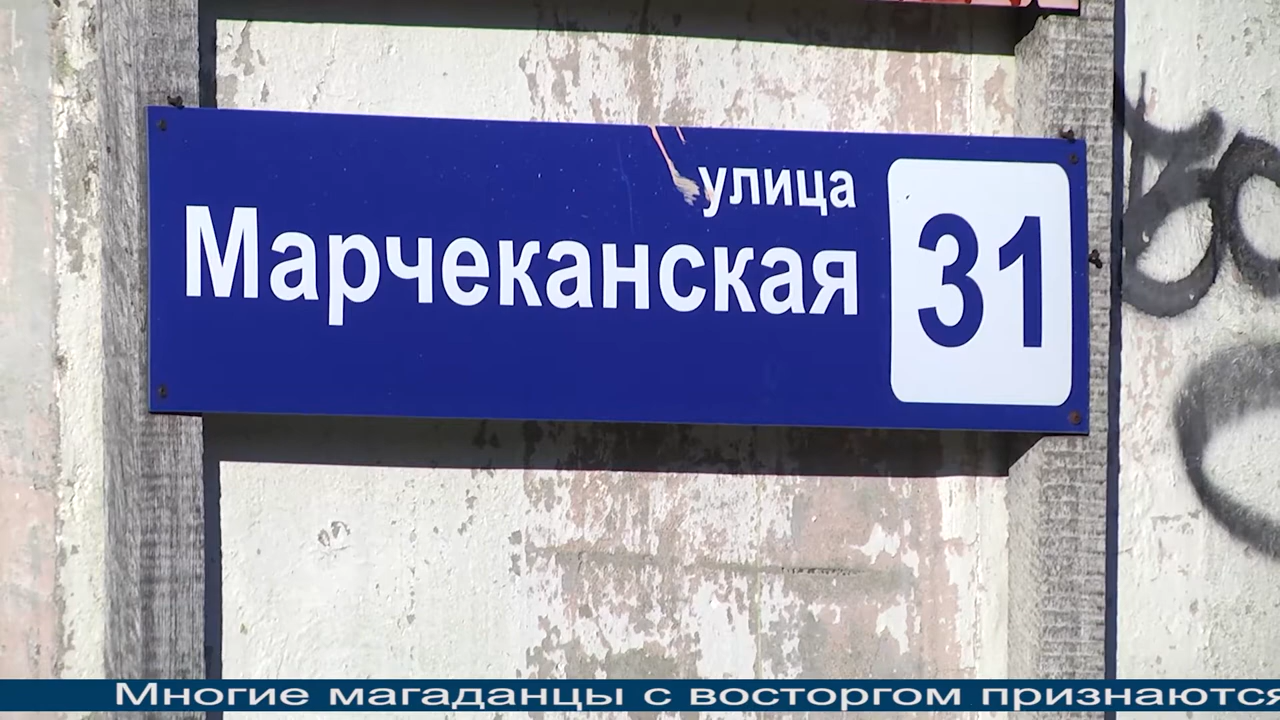 улица
Марчеканская
31
Многие магаданцы с восторгом признаются